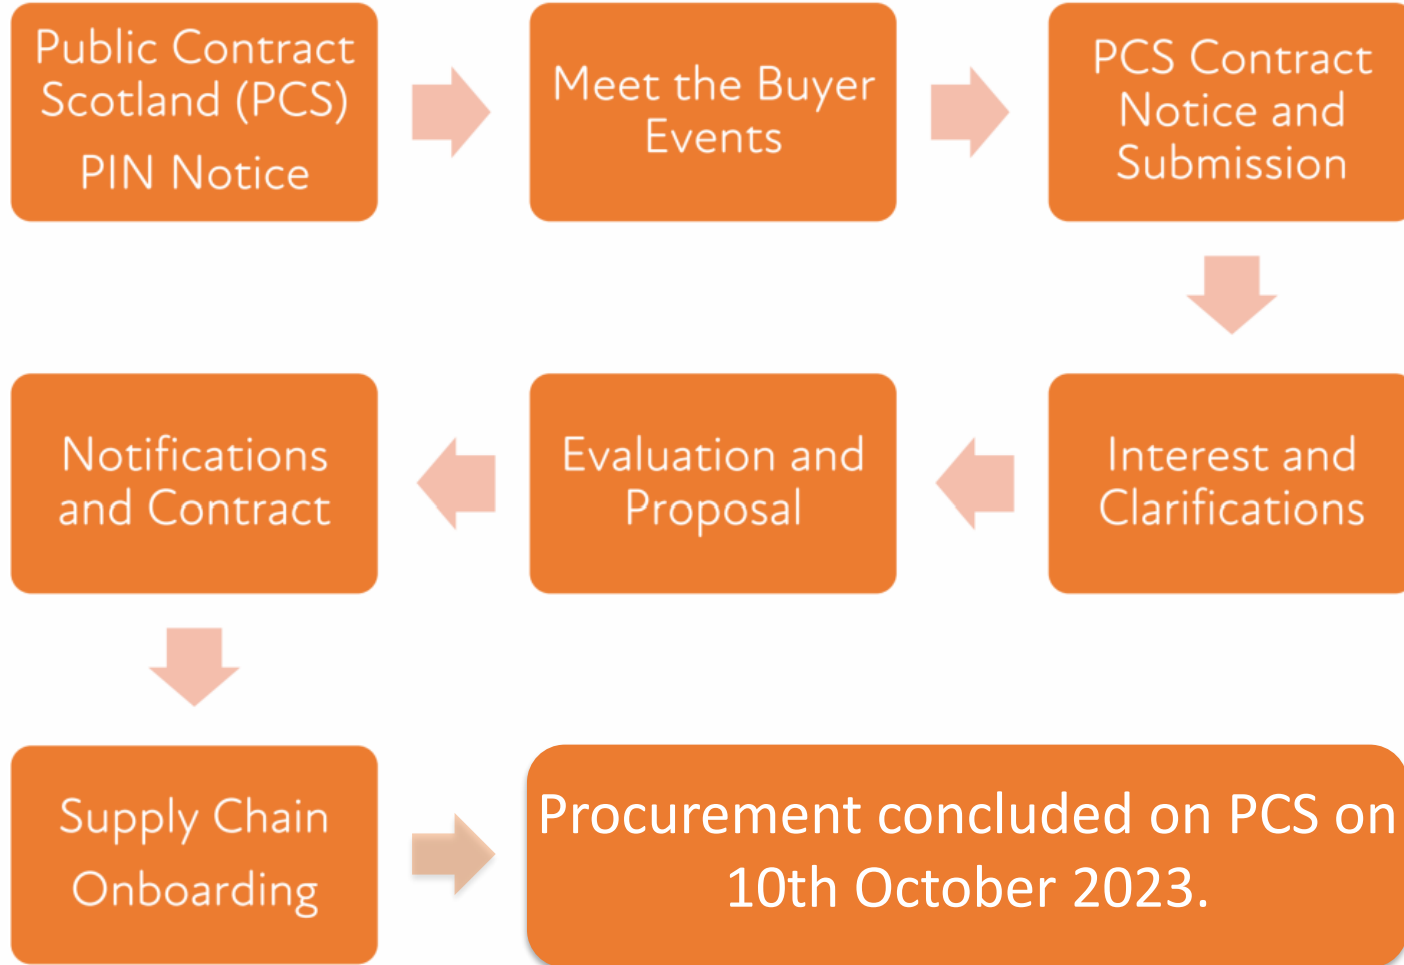 Public Contract
Scotland (PCS)
PIN Notice
Meet the Buyer
Events
PCS Contract
Notice and
Submission
Interest and
Clarifications
Evaluation and
Proposal
Notifications
and Contract
Supply Chain
Onboarding
Procurement concluded on PCS on
10th October 2023.